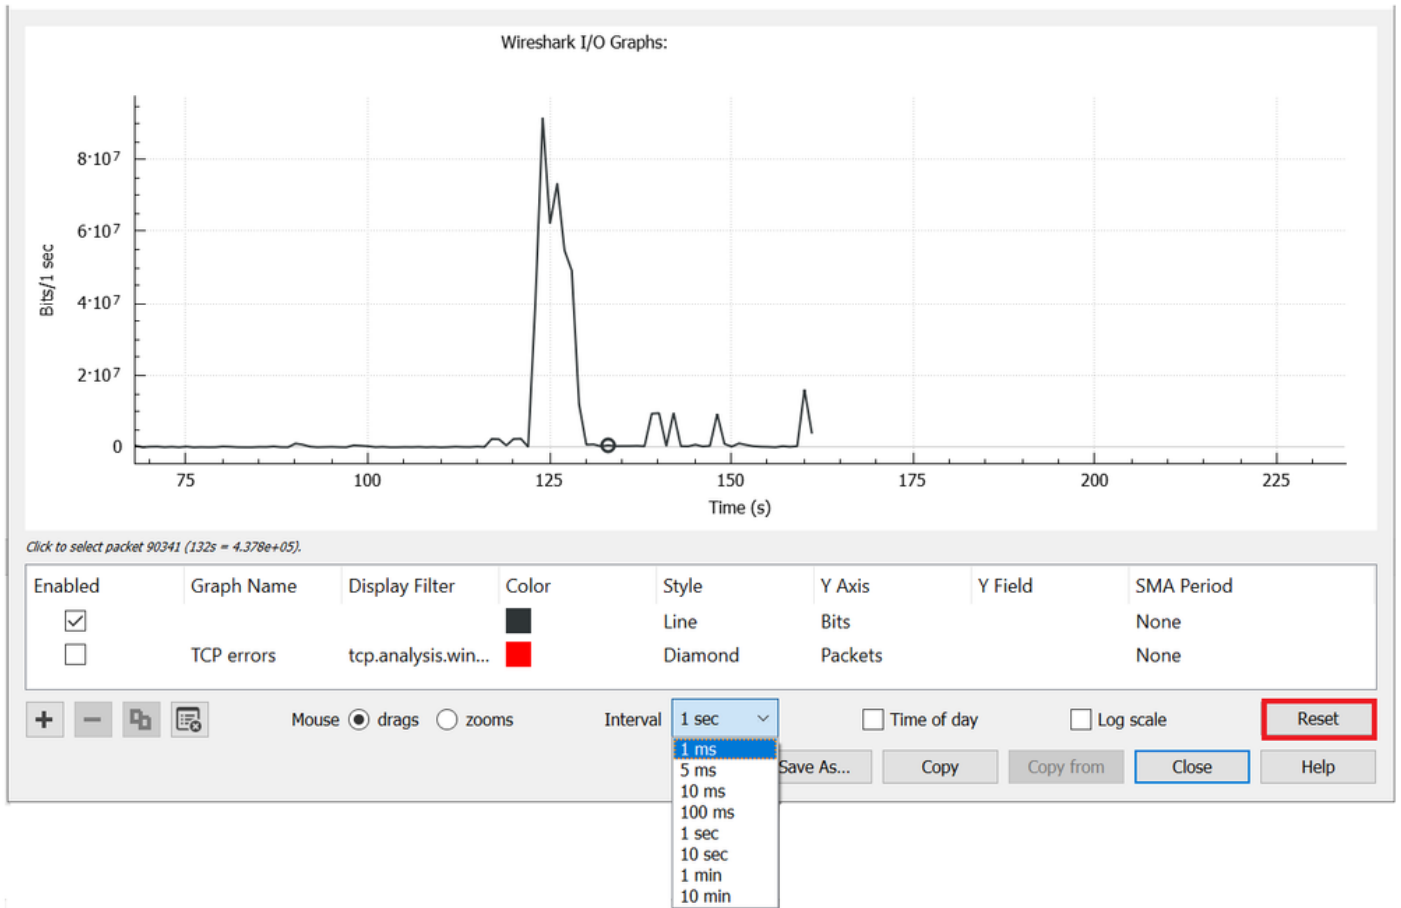 Wireshark I/O Graphs:
8·10⁷
6·10⁷
4·10⁷
2·10⁷
0
Bits/1 sec
75 100 125 150 175 200 225
Time (s)
Click to select packet 90341 (132s = 4.378e+05).
Enabled Graph Name Display Filter Color Style Y Axis Y Field SMA Period
Line Bits None
TCP errors tcp.analysis.win... Diamond Packets None
Mouse drags zooms Interval 1 sec Time of day Log scale Reset
Save As... Copy Copy from Close Help
1 ms
5 ms
10 ms
100 ms
1 sec
10 sec
1 min
10 min